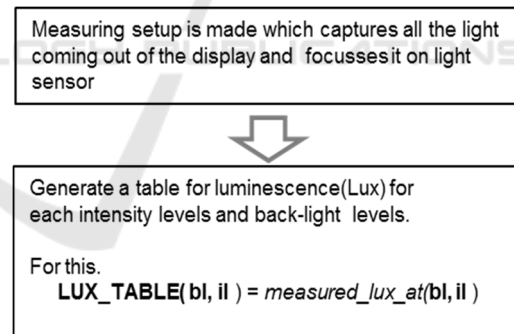 Measuring setup is made which captures all the light
coming out of the display and focussesit on light
sensor
Generate a table for luminescence(Lux) for
each intensity levels and back-light levels.
For this.
LUX_TABLE( bl, il ) = measured_lux_at(bl, il )